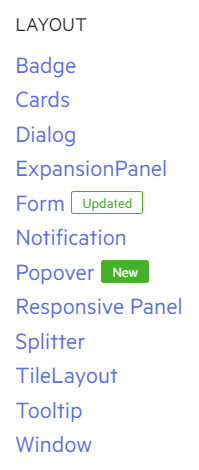 LAYOUT
Badge
Cards
Dialog
ExpansionPanel
Form Updated
Notification
Popover New
Responsive Panel
Splitter
TileLayout
Tooltip
Window